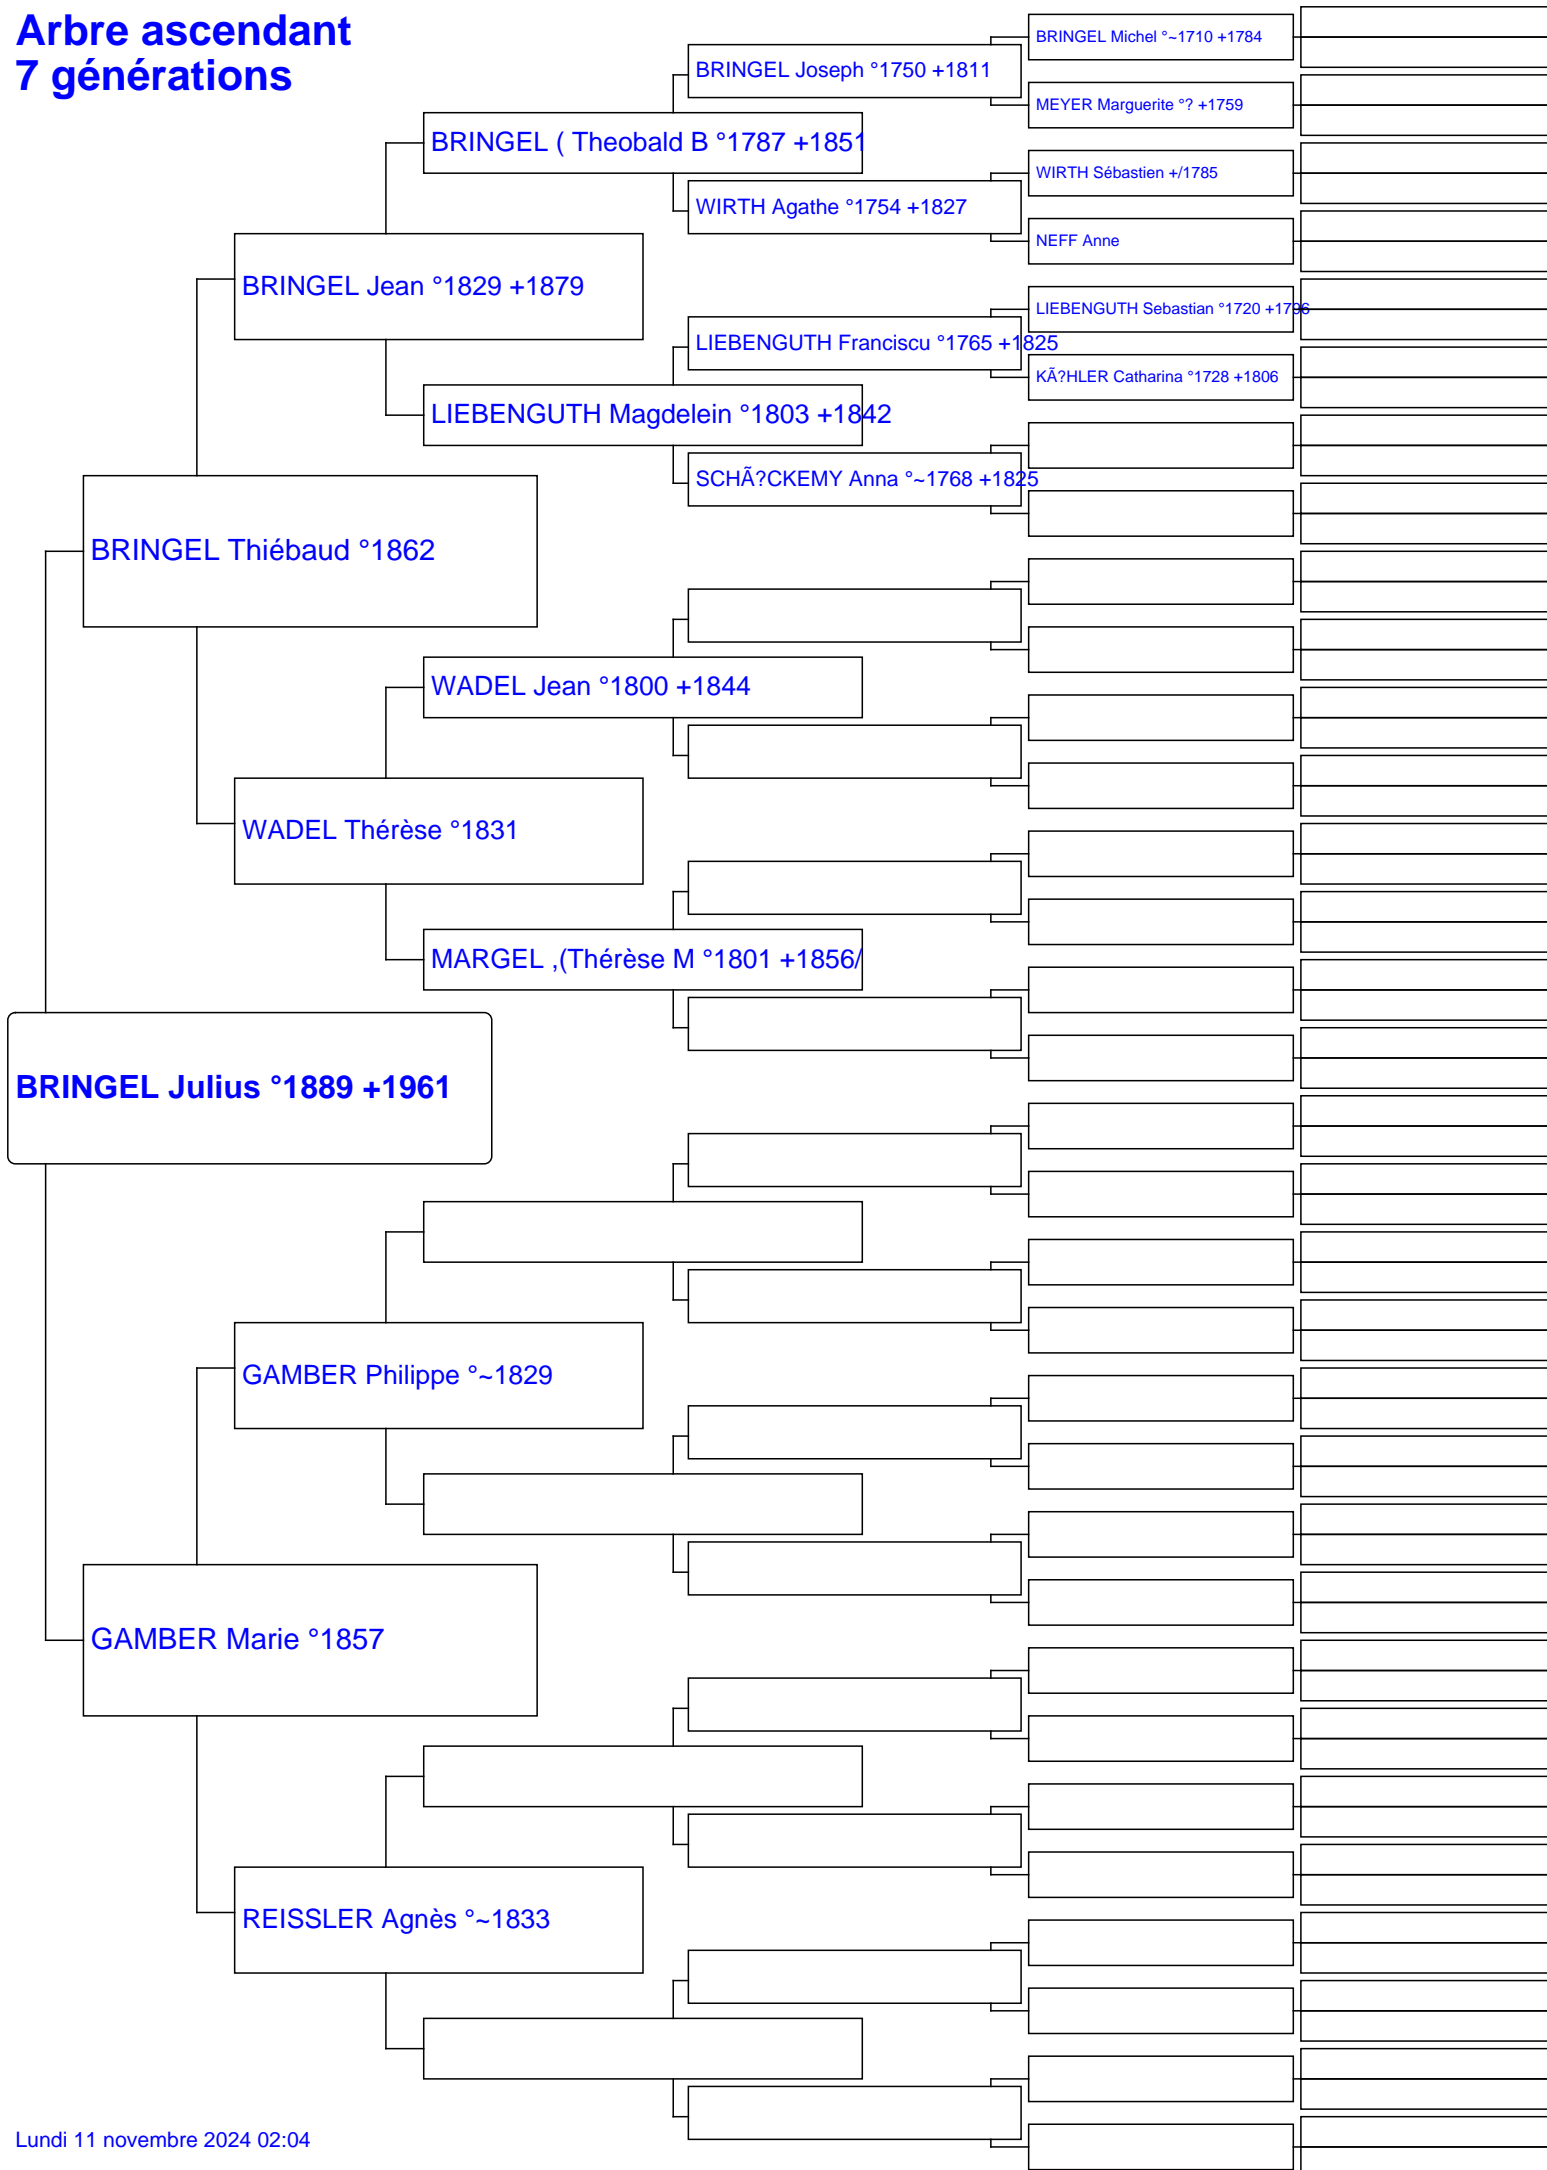 Arbre ascendant
7 générations
BRINGEL Michel °~1710 +1784
BRINGEL Joseph °1750 +1811
MEYER Marguerite °? +1759
BRINGEL ( Theobald B °1787 +1851
WIRTH Sébastien +/1785
WIRTH Agathe °1754 +1827
NEFF Anne
BRINGEL Jean °1829 +1879
LIEBENGUTH Sebastian °1720 +1796
LIEBENGUTH Franciscu °1765 +1825
KÃ?HLER Catharina °1728 +1806
LIEBENGUTH Magdelein °1803 +1842
SCHÃ?CKEMY Anna °~1768 +1825
BRINGEL Thiébaud °1862
WADEL Jean °1800 +1844
WADEL Thérèse °1831
MARGEL ,(Thérèse M °1801 +1856/
BRINGEL Julius °1889 +1961
GAMBER Philippe °~1829
GAMBER Marie °1857
REISSLER Agnès °~1833
Lundi 11 novembre 2024 02:04